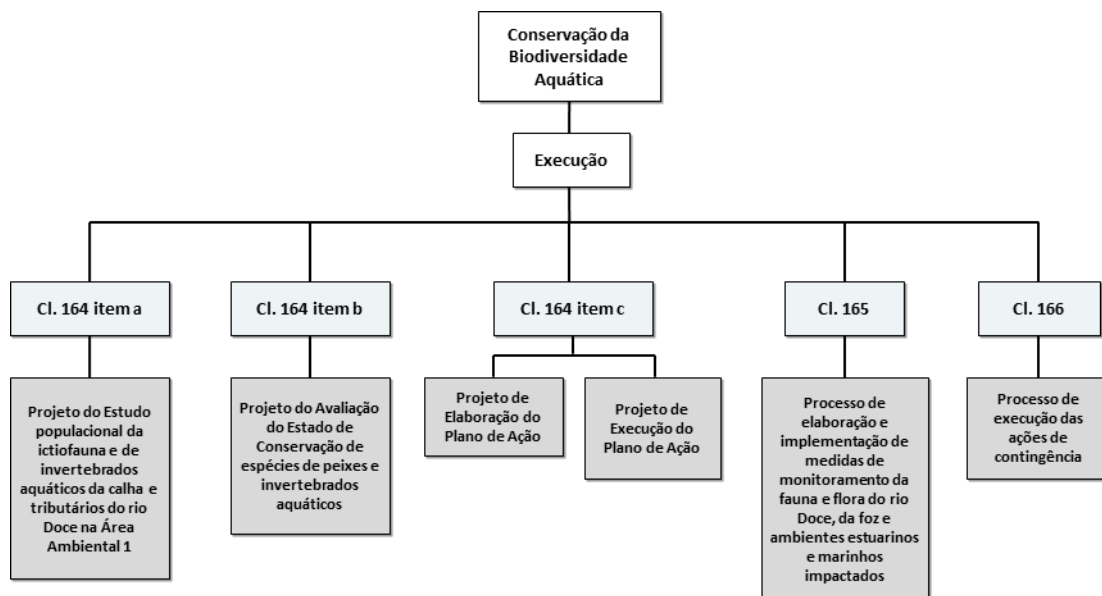 Conservação da
Biodiversidade
Aquática
Execução
Cl. 164 item a
Cl. 164 item b
Cl. 164 item c
Cl. 165
Cl. 166
Projeto do Estudo
populacional da
ictiofauna e de
invertebrados
aquáticos da calha e
tributários do rio
Doce na Área
Ambiental 1
Projeto do Avaliação
do Estado de
Conservação de
espécies de peixes e
invertebrados
aquáticos
Projeto de
Elaboração do
Plano de Ação
Projeto de
Execução do
Plano de Ação
Processo de
elaboração e
implementação de
medidas de
monitoramento da
fauna e flora do rio
Doce, da foz e
ambientes estuarinos
e marinhos
impactados
Processo de
execução das
ações de
contingência